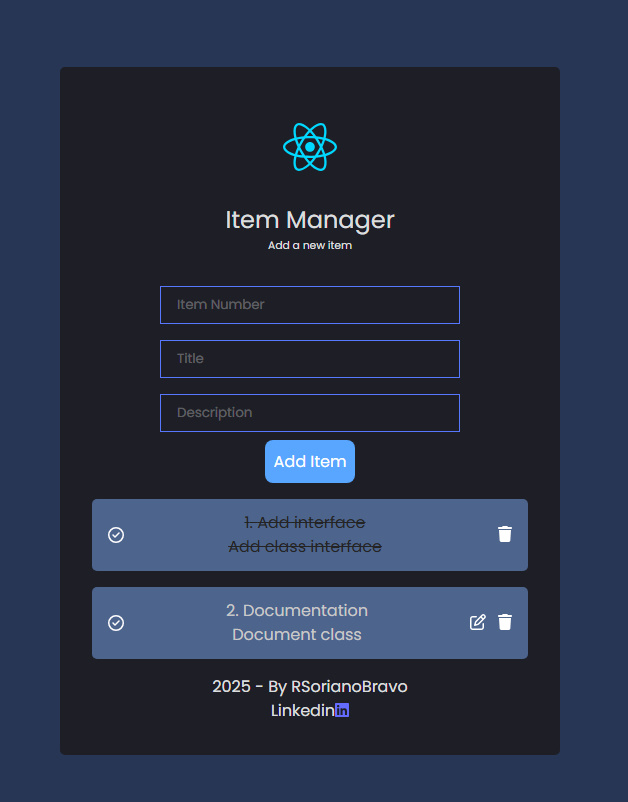 Item Manager
Add a new item
Item Number
Title
Description
Add Item
1. Add interface
Add class interface
2. Documentation
Document class
2025 - By RSorianoBravo
Linkedin in